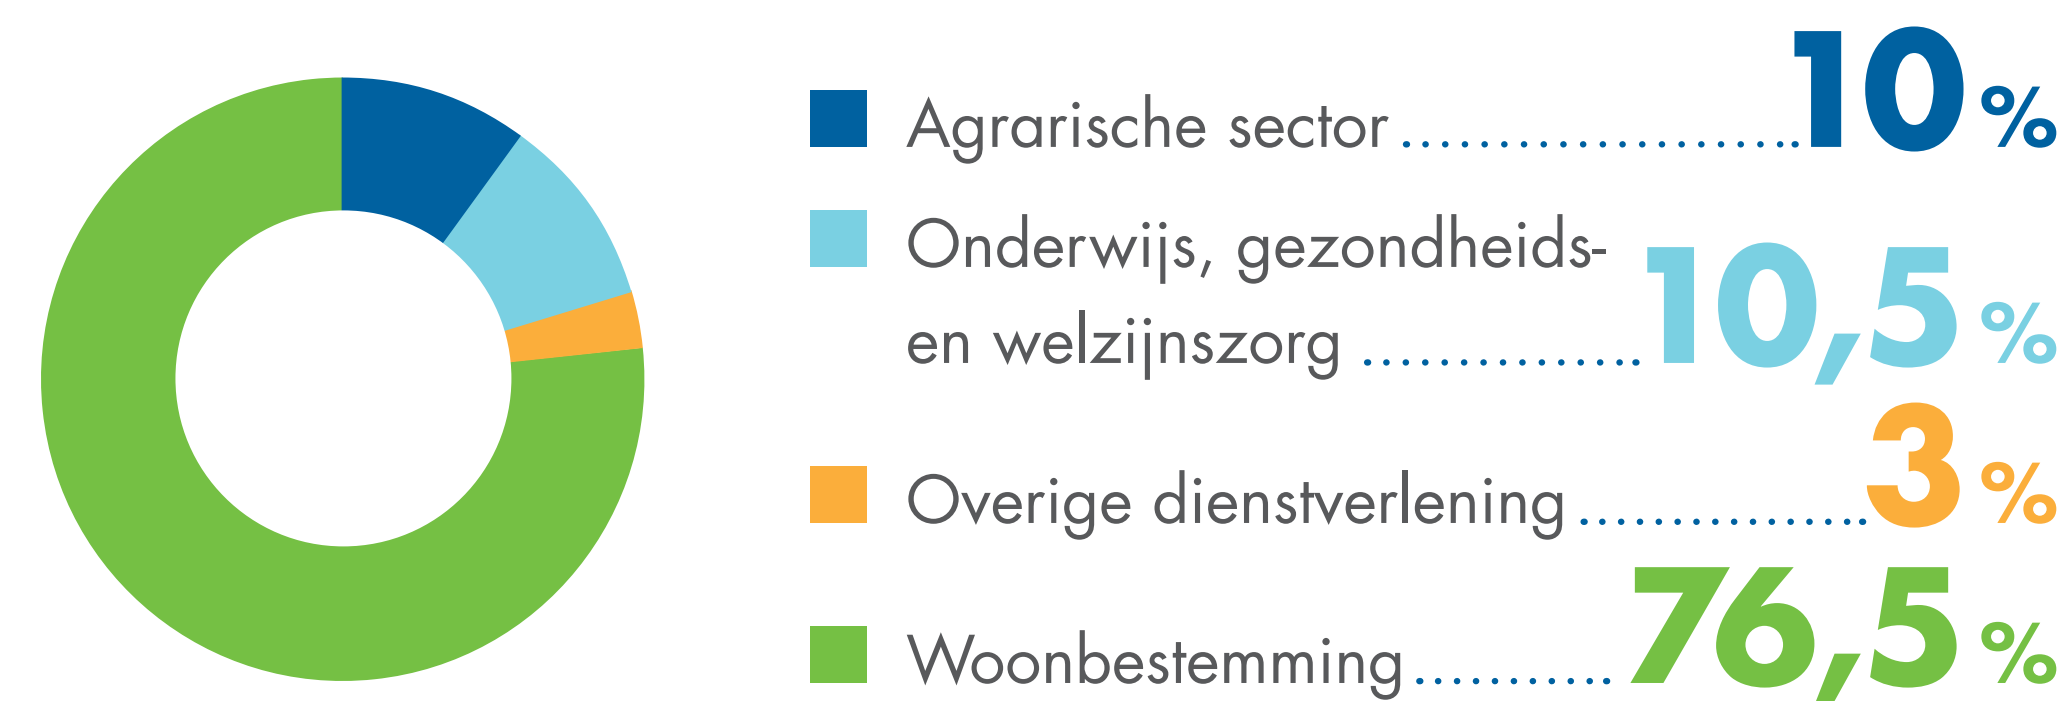 Agrarische sector .................... 10 %
Onderwijs, gezondheids-
en welzijnszorg ............... 10,5 %
Overige dienstverlening ............... 3 %
Woonbestemming ........... 76,5 %